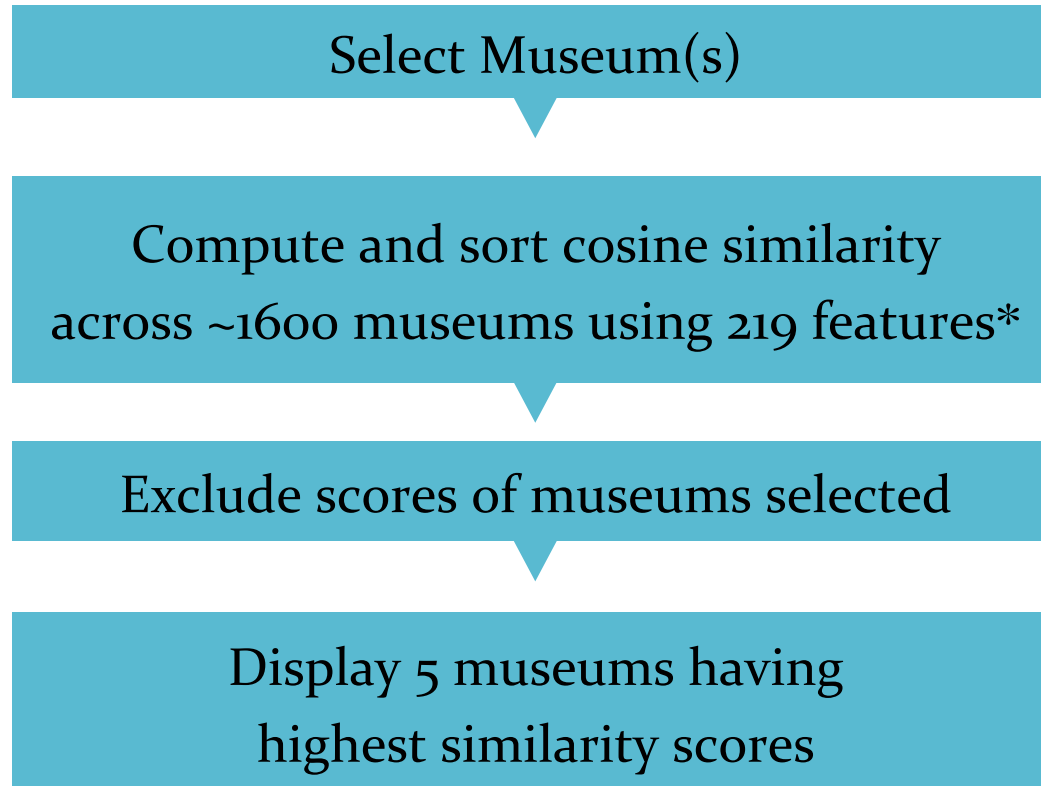 Select Museum(s)
Compute and sort cosine similarity
across ~1600 museums using 219 features*
Exclude scores of museums selected
Display 5 museums having
highest similarity scores